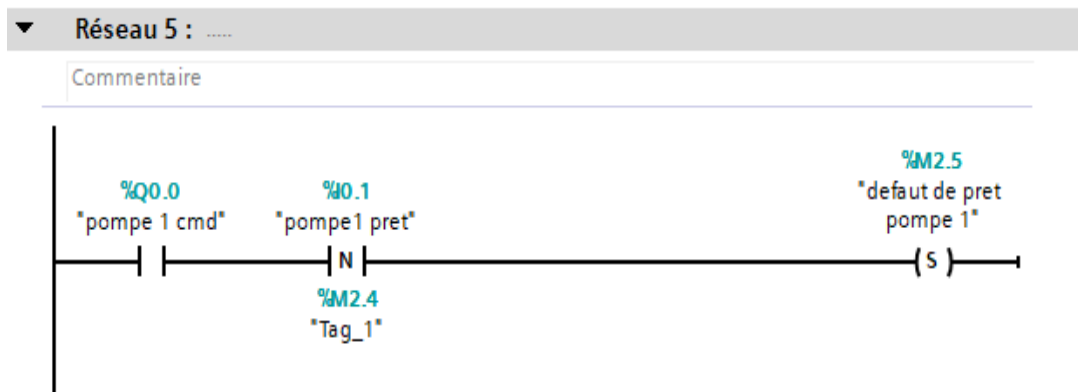 Réseau 5 : .....
Commentaire
%M2.5
"defaut de pret
pompe 1"
%Q0.0
"pompe 1 cmd"
%I0.1
"pompe1 pret"
N
S
%M2.4
"Tag_1"